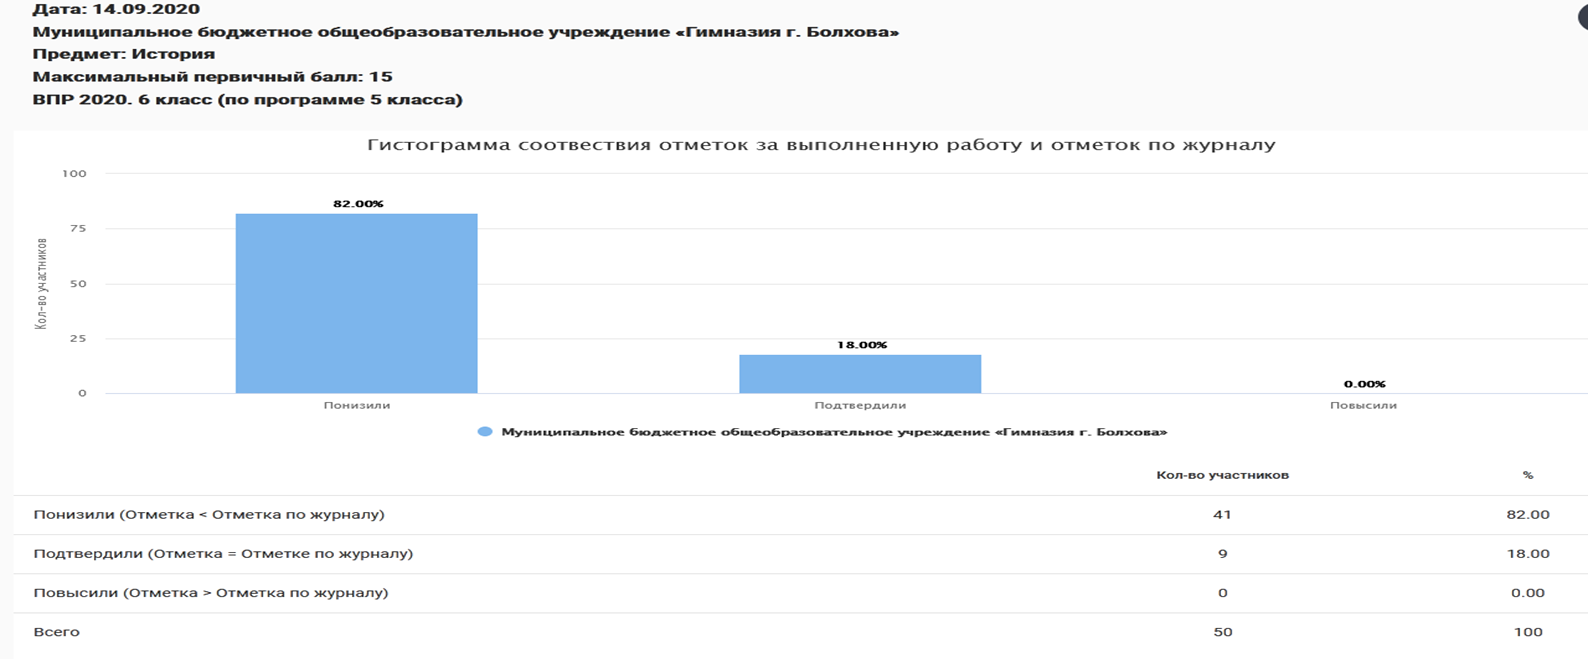 Дата: 14.09.2020
Муниципальное бюджетное общеобразовательное учреждение «Гимназия г. Болхова»
Предмет: История
Максимальный первичный балл: 15
ВПР 2020. 6 класс (по программе 5 класса)
Гистограмма соотвествия отметок за выполненную работу и отметок по журналу
Кол-во участников
100
75
50
25
0
82.00%
18.00%
0.00%
Понизили Подтвердили Повысили
Муниципальное бюджетное общеобразовательное учреждение «Гимназия г. Болхова»
Кол-во участников %
Понизили (Отметка < Отметка по журналу) 41 82.00
Подтвердили (Отметка = Отметке по журналу) 9 18.00
Повысили (Отметка > Отметка по журналу) 0 0.00
Всего 50 100